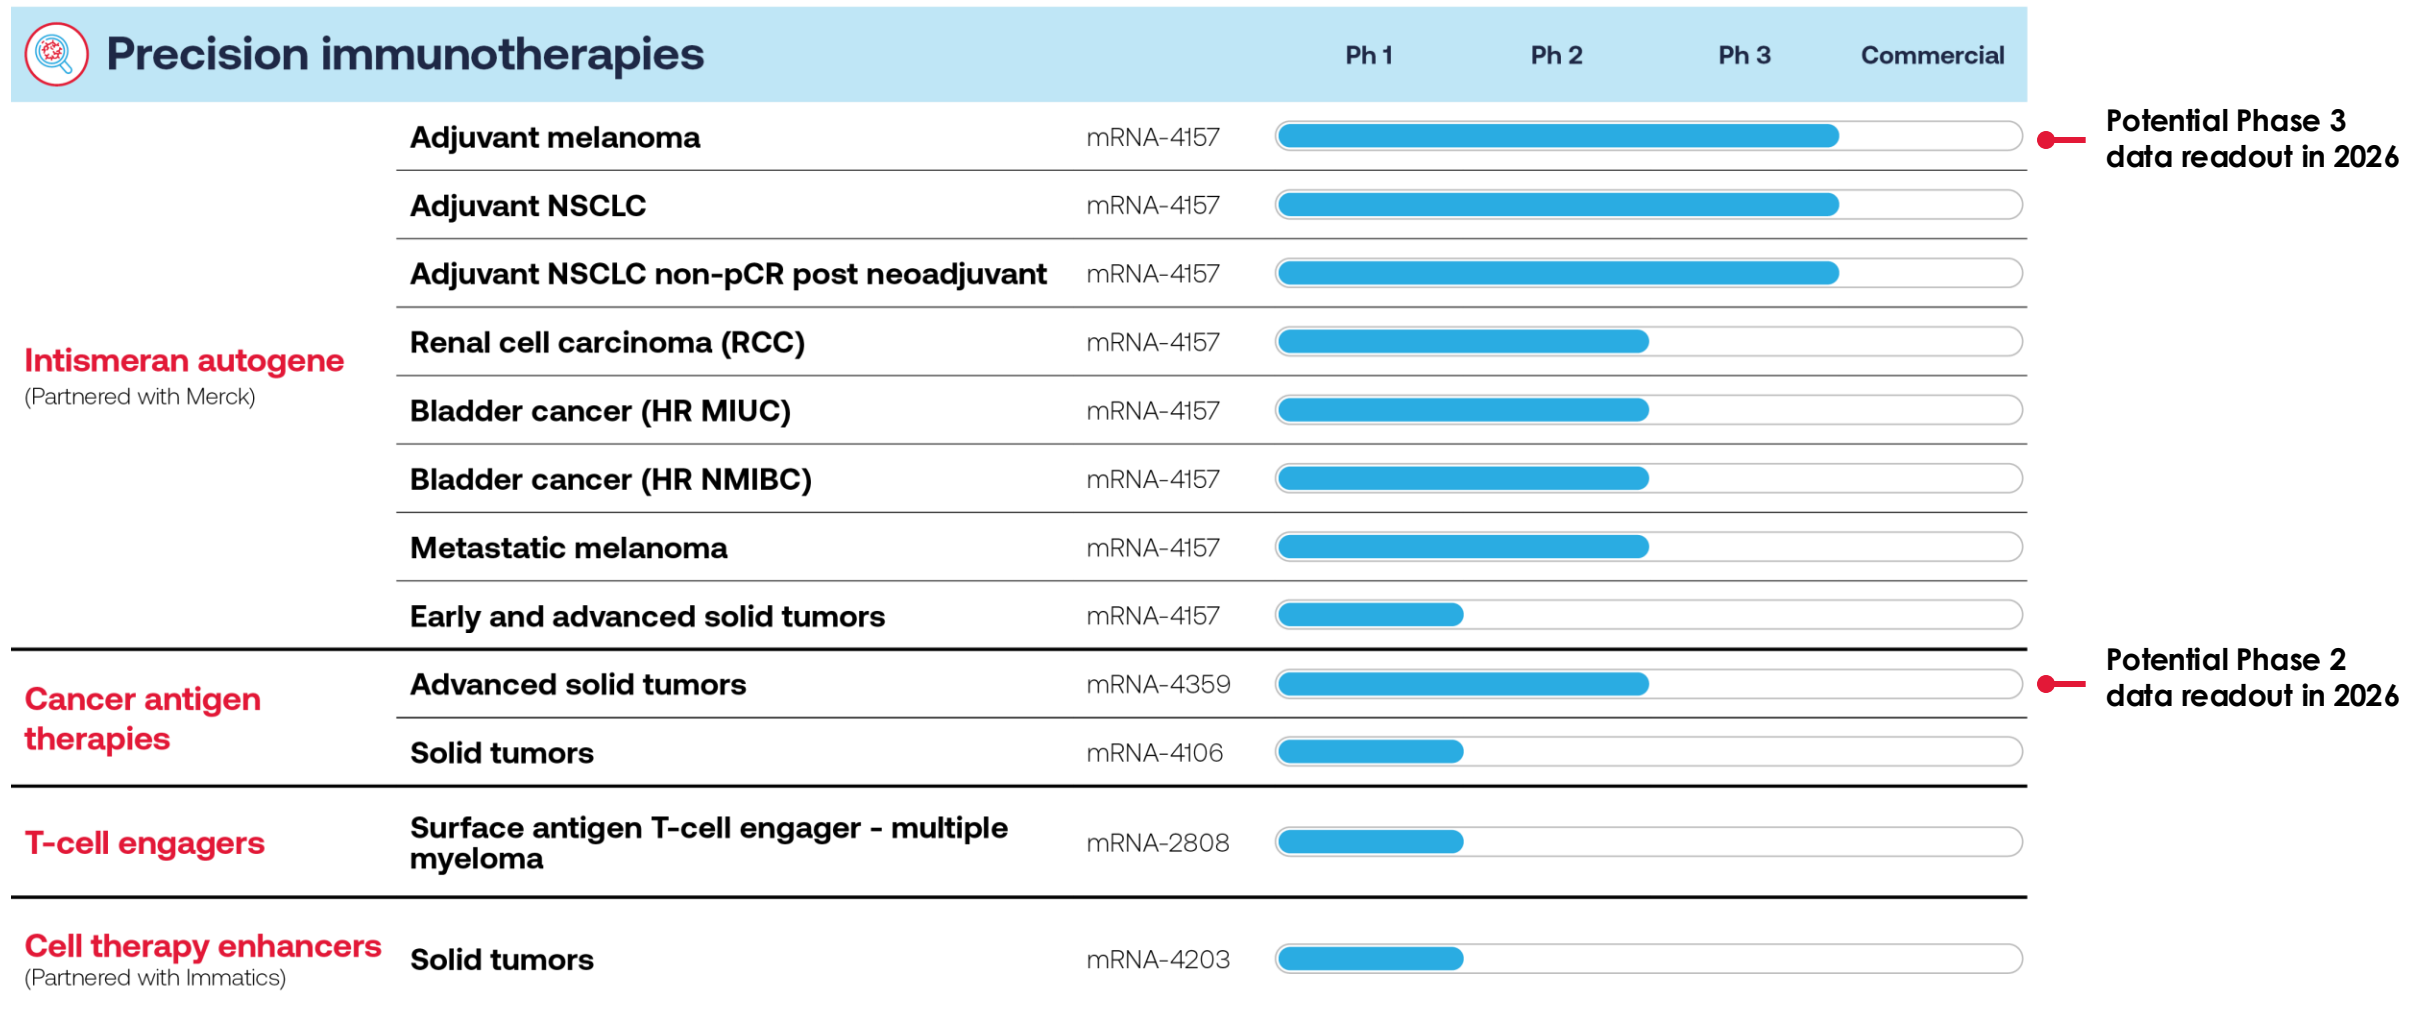 Precision immunotherapies
Ph 1
Ph 2
Ph 3
Commercial
Adjuvant melanoma
mRNA-4157
Potential Phase 3
data readout in 2026
Adjuvant NSCLC
mRNA-4157
Adjuvant NSCLC non-pCR post neoadjuvant
mRNA-4157
Intismeran autogene
(Partnered with Merck)
Renal cell carcinoma (RCC)
mRNA-4157
Bladder cancer (HR MIUC)
mRNA-4157
Bladder cancer (HR NMIBC)
mRNA-4157
Metastatic melanoma
mRNA-4157
Early and advanced solid tumors
mRNA-4157
Cancer antigen
therapies
Advanced solid tumors
mRNA-4359
Potential Phase 2
data readout in 2026
Solid tumors
mRNA-4106
T-cell engagers
Surface antigen T-cell engager - multiple
myeloma
mRNA-2808
Cell therapy enhancers
(Partnered with Immatics)
Solid tumors
mRNA-4203